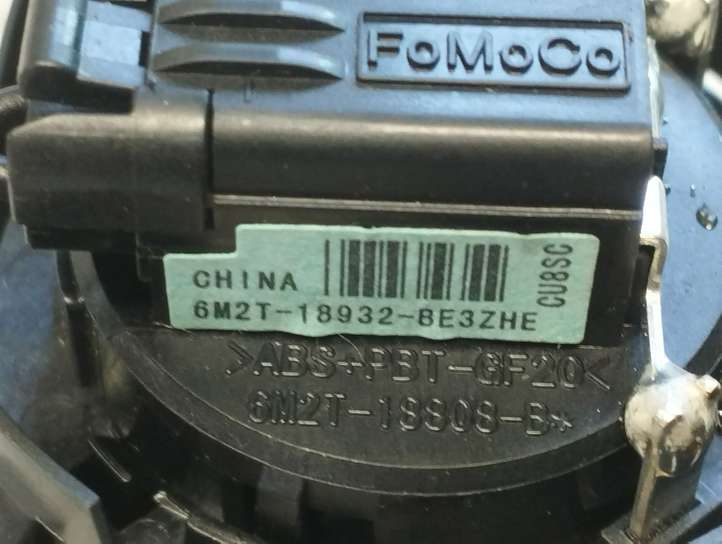 FoMoCo
CHINA
CU8SC
6M2T-18932-BE3ZHE
>ABS+PBT-GF20<
6M2T-18808-B*